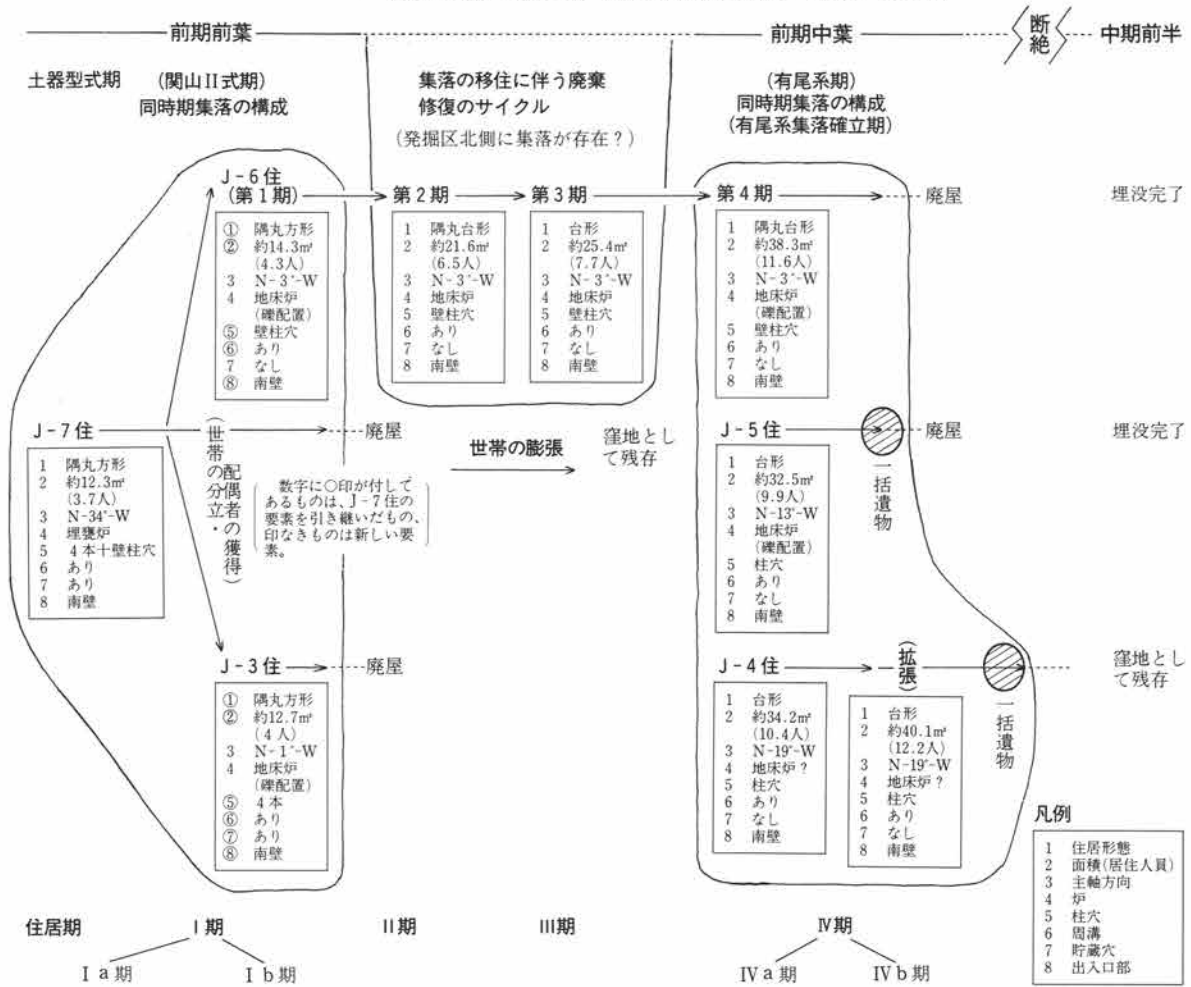 前期前葉
前期中葉
断絶
中期前半
土器型式期
(関山II式期)
同時期集落の構成
集落の移住に伴う廃棄
修復のサイクル
(発掘区北側に集落が存在?)
(有尾系期)
同時期集落の構成
(有尾系集落確立期)
J-6住
(第1期)
① 隅丸方形
② 約14.3㎡
(4.3人)
3 N-3°-W
4 地床炉
(礫配置)
⑤ 壁柱穴
⑥ あり
7 なし
⑧ 南壁
第2期
1 隅丸台形
2 約21.6㎡
(6.5人)
3 N-3°-W
4 地床炉
5 壁柱穴
6 あり
7 なし
8 南壁
第3期
1 台形
2 約25.4㎡
(7.7人)
3 N-3°-W
4 地床炉
5 壁柱穴
6 あり
7 なし
8 南壁
第4期
1 隅丸台形
2 約38.3㎡
(11.6人)
3 N-3°-W
4 地床炉
(礫配置)
5 壁柱穴
6 あり
7 なし
8 南壁
廃屋
埋没完了
J-7住
1 隅丸方形
2 約12.3㎡
(3.7人)
3 N-34°-W
4 埋甕炉
5 4本十壁柱穴
6 あり
7 あり
8 南壁
(世帯の分立・
配偶者の獲得)
廃屋
数字に○印が付して
あるものは、J-7住の
要素を引き継いだもの、
印なきものは新しい要
素。
世帯の膨張
窪地とし
て残存
J-5住
1 台形
2 約32.5㎡
(9.9人)
3 N-13°-W
4 地床炉
(礫配置)
5 柱穴
6 あり
7 なし
8 南壁
廃屋
一括遺物
埋没完了
J-3住
① 隅丸方形
② 約12.7㎡
(4人)
3 N-1°-W
4 地床炉
(礫配置)
⑤ 4本
⑥ あり
⑦ あり
⑧ 南壁
廃屋
J-4住
1 台形
2 約34.2㎡
(10.4人)
3 N-19°-W
4 地床炉?
5 柱穴
6 あり
7 なし
8 南壁
(拡張)
1 台形
2 約40.1㎡
(12.2人)
3 N-19°-W
4 地床炉?
5 柱穴
6 あり
7 なし
8 南壁
一括遺物
窪地とし
て残存
凡例
1 住居形態
2 面積(居住人員)
3 主軸方向
4 炉
5 柱穴
6 周溝
7 貯蔵穴
8 出入口部
住居期
I期
II期
III期
IV期
Ia期
Ib期
IVa期
IVb期